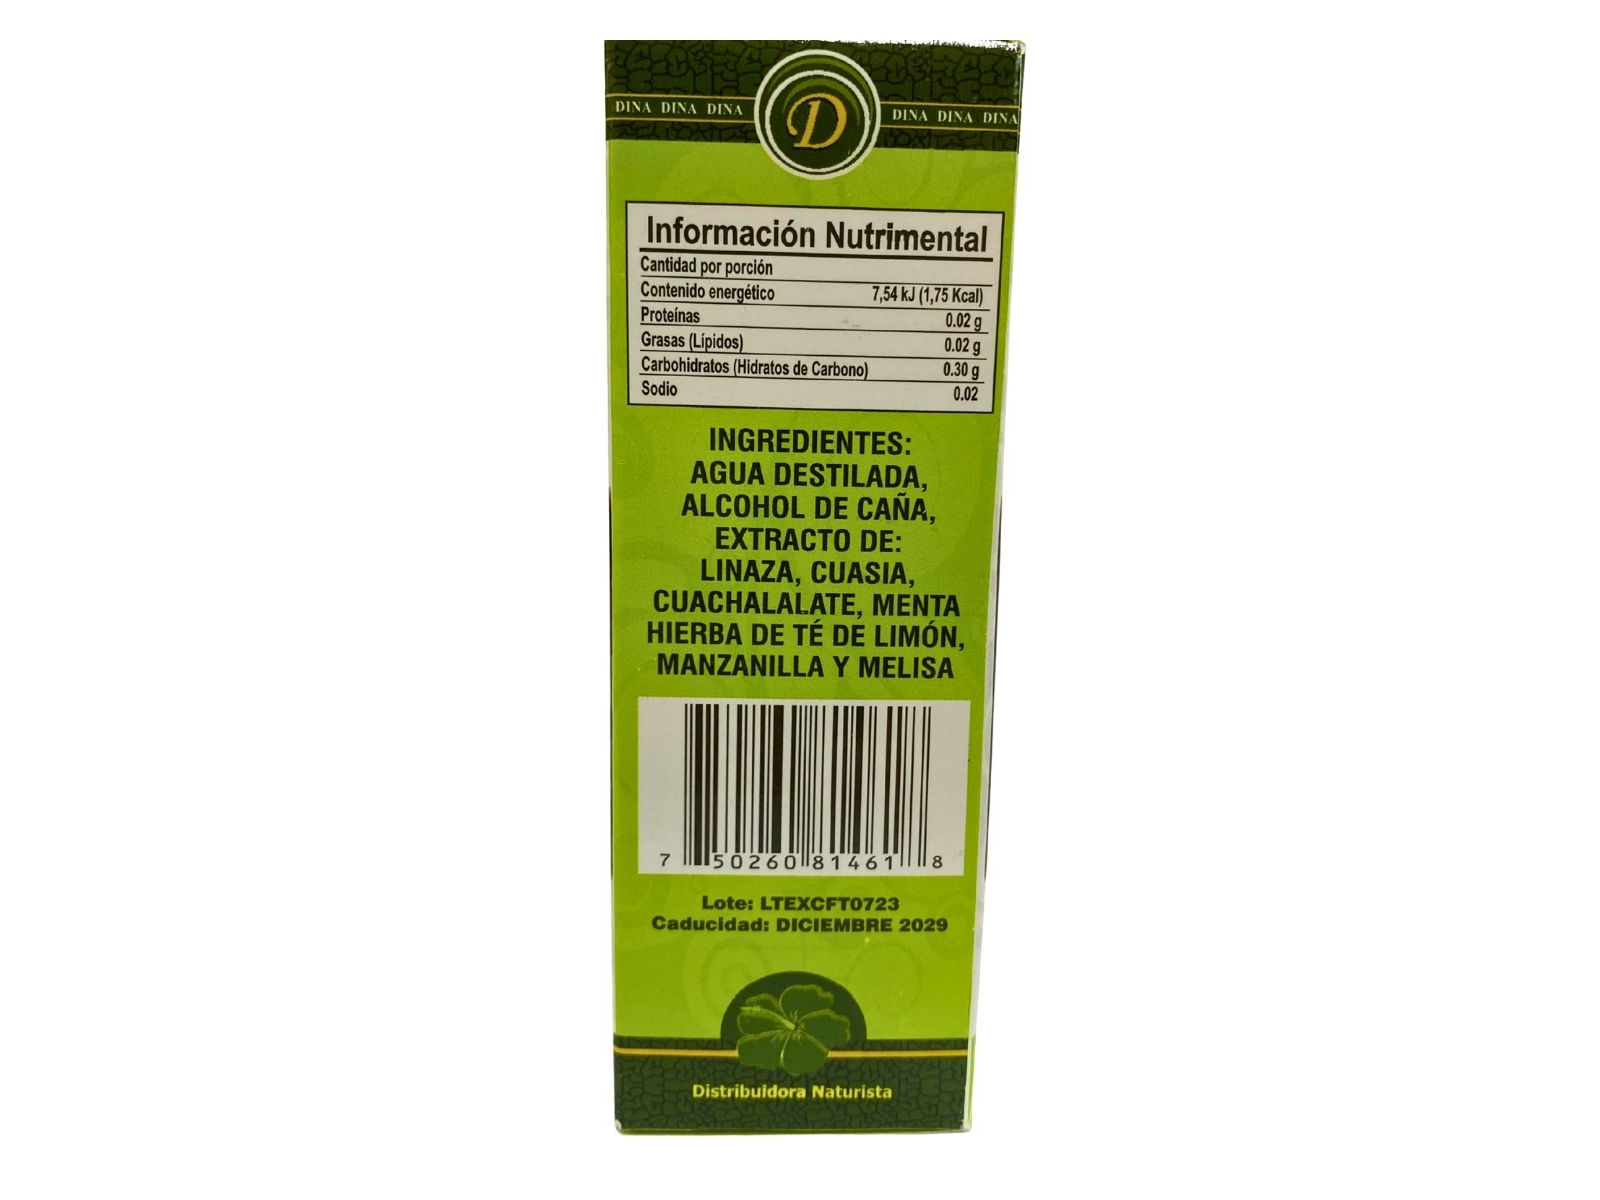 DINA DINA DINA D DINA DINA DINA
Información Nutrimental
Cantidad por porción
Contenido energético 7,54 kJ (1,75 Kcal)
Proteínas 0.02 g
Grasas (Lípidos) 0.02 g
Carbohidratos (Hidratos de Carbono) 0.30 g
Sodio 0.02
INGREDIENTES:
AGUA DESTILADA,
ALCOHOL DE CAÑA,
EXTRACTO DE:
LINAZA, CUASIA,
CUACHALALATE, MENTA
HIERBA DE TÉ DE LIMÓN,
MANZANILLA Y MELISA
7 50260 81461 8
Lote: LTEXCFT0723
Caducidad: DICIEMBRE 2029
Distribuidora Naturista